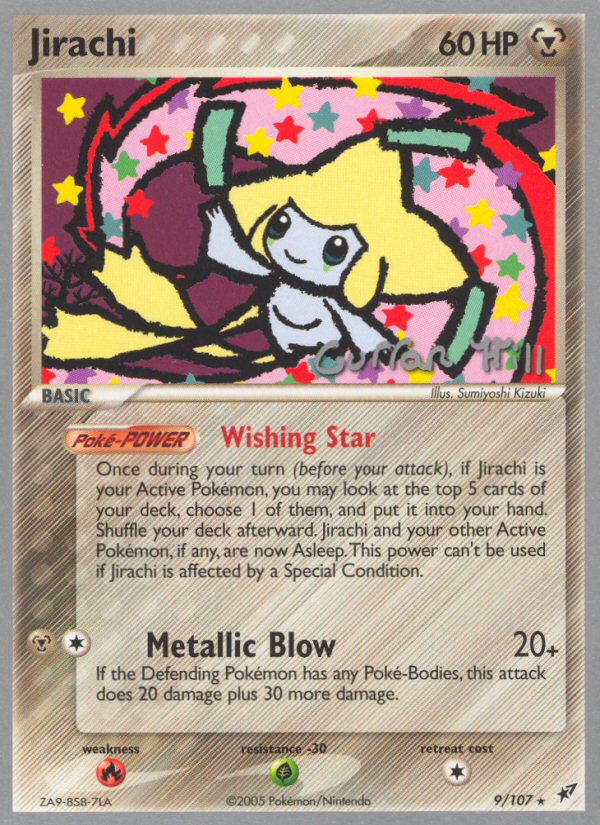 Jirachi 60 HP
Curran Hill
BASIC Illus. Sumiyoshi Kizuki
Poké-POWER Wishing Star
Once during your turn (before your attack), if Jirachi is
your Active Pokémon, you may look at the top 5 cards of
your deck, choose 1 of them, and put it into your hand.
Shuffle your deck afterward. Jirachi and your other Active
Pokémon, if any, are now Asleep. This power can't be used
if Jirachi is affected by a Special Condition.
Metallic Blow 20+
If the Defending Pokémon has any Poké-Bodies, this attack
does 20 damage plus 30 more damage.
weakness resistance -30 retreat cost
ZA9-8S8-7LA ©2005 Pokémon/Nintendo 9/107 ★